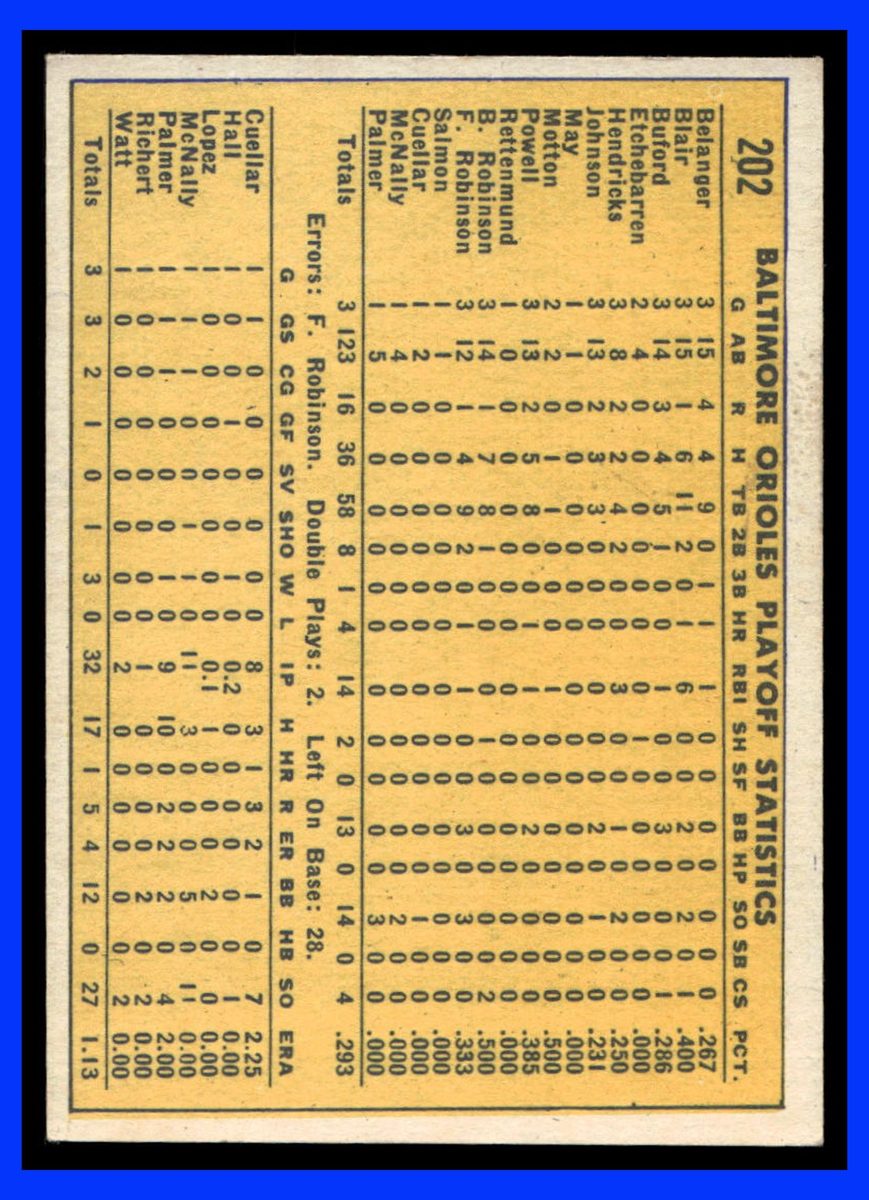 202 BALTIMORE ORIOLES PLAYOFF STATISTICS
G AB R H TB 2B 3B HR RBI SH SF BB HP SO SB CS PCT.
Belanger 3 15 4 4 9 0 1 1 1 0 0 0 0 0 0 0 .267
Blair 3 15 1 6 11 2 0 1 6 0 0 2 0 2 0 1 .400
Buford 3 14 3 4 5 1 0 0 1 0 0 3 0 0 0 1 .286
Etchebarren 2 4 0 0 0 0 0 0 0 1 0 0 0 0 0 0 .000
Hendricks 3 8 2 2 4 2 0 0 3 0 0 1 0 2 0 0 .250
Johnson 3 13 2 3 3 0 0 0 0 0 0 2 0 1 0 0 .231
May 1 1 0 0 0 0 0 0 0 0 0 0 0 0 0 0 .000
Motton 2 2 0 1 1 0 0 0 1 0 0 0 0 0 0 0 .500
Powell 3 13 2 5 8 0 0 1 1 0 0 2 0 0 0 0 .385
Rettenmund 1 0 0 0 0 0 0 0 0 0 0 0 0 0 0 0 .000
B. Robinson 3 14 1 7 8 1 0 0 0 1 0 0 0 0 0 2 .500
F. Robinson 3 12 1 4 9 2 0 1 1 0 0 3 0 3 0 0 .333
Salmon 1 1 0 0 0 0 0 0 0 0 0 0 0 0 0 0 .000
Cuellar 1 2 0 0 0 0 0 0 0 0 0 0 0 1 0 0 .000
McNally 1 4 0 0 0 0 0 0 0 0 0 0 0 2 0 0 .000
Palmer 1 5 0 0 0 0 0 0 0 0 0 0 0 3 0 0 .000
Totals 3 123 16 36 58 8 1 4 14 2 0 13 0 14 0 4 .293
Errors: F. Robinson. Double Plays: 2. Left On Base: 28.
G GS CG GF SV SHO W L IP H HR R ER BB HB SO ERA
Cuellar 1 1 0 0 0 0 0 0 8 3 1 3 2 1 0 7 2.25
Hall 1 0 0 1 0 0 1 0 0.2 0 0 0 0 0 0 1 0.00
Lopez 1 0 0 0 0 0 0 0 0.1 1 0 0 0 2 0 0 0.00
McNally 1 1 1 0 0 1 1 0 11 3 0 0 0 5 0 11 0.00
Palmer 1 1 1 0 0 0 1 0 9 10 0 2 2 2 0 4 2.00
Richert 1 0 0 0 0 0 0 0 1 0 0 0 0 2 0 2 0.00
Watt 1 0 0 0 0 0 0 0 2 0 0 0 0 0 0 2 0.00
Totals 3 3 2 1 0 1 3 0 32 17 1 5 4 12 0 27 1.13